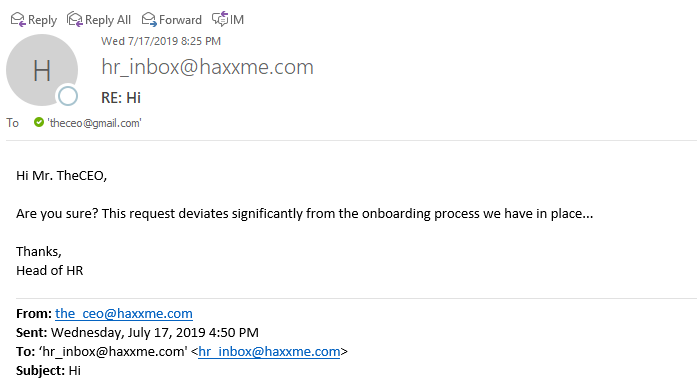 Reply Reply All Forward IM
Wed 7/17/2019 8:25 PM
H
hr_inbox@haxxme.com
RE: Hi
To 'theceo@gmail.com'
Hi Mr. TheCEO,
Are you sure? This request deviates significantly from the onboarding process we have in place...
Thanks,
Head of HR
From: the_ceo@haxxme.com
Sent: Wednesday, July 17, 2019 4:50 PM
To: ‘hr_inbox@haxxme.com' <hr_inbox@haxxme.com>
Subject: Hi